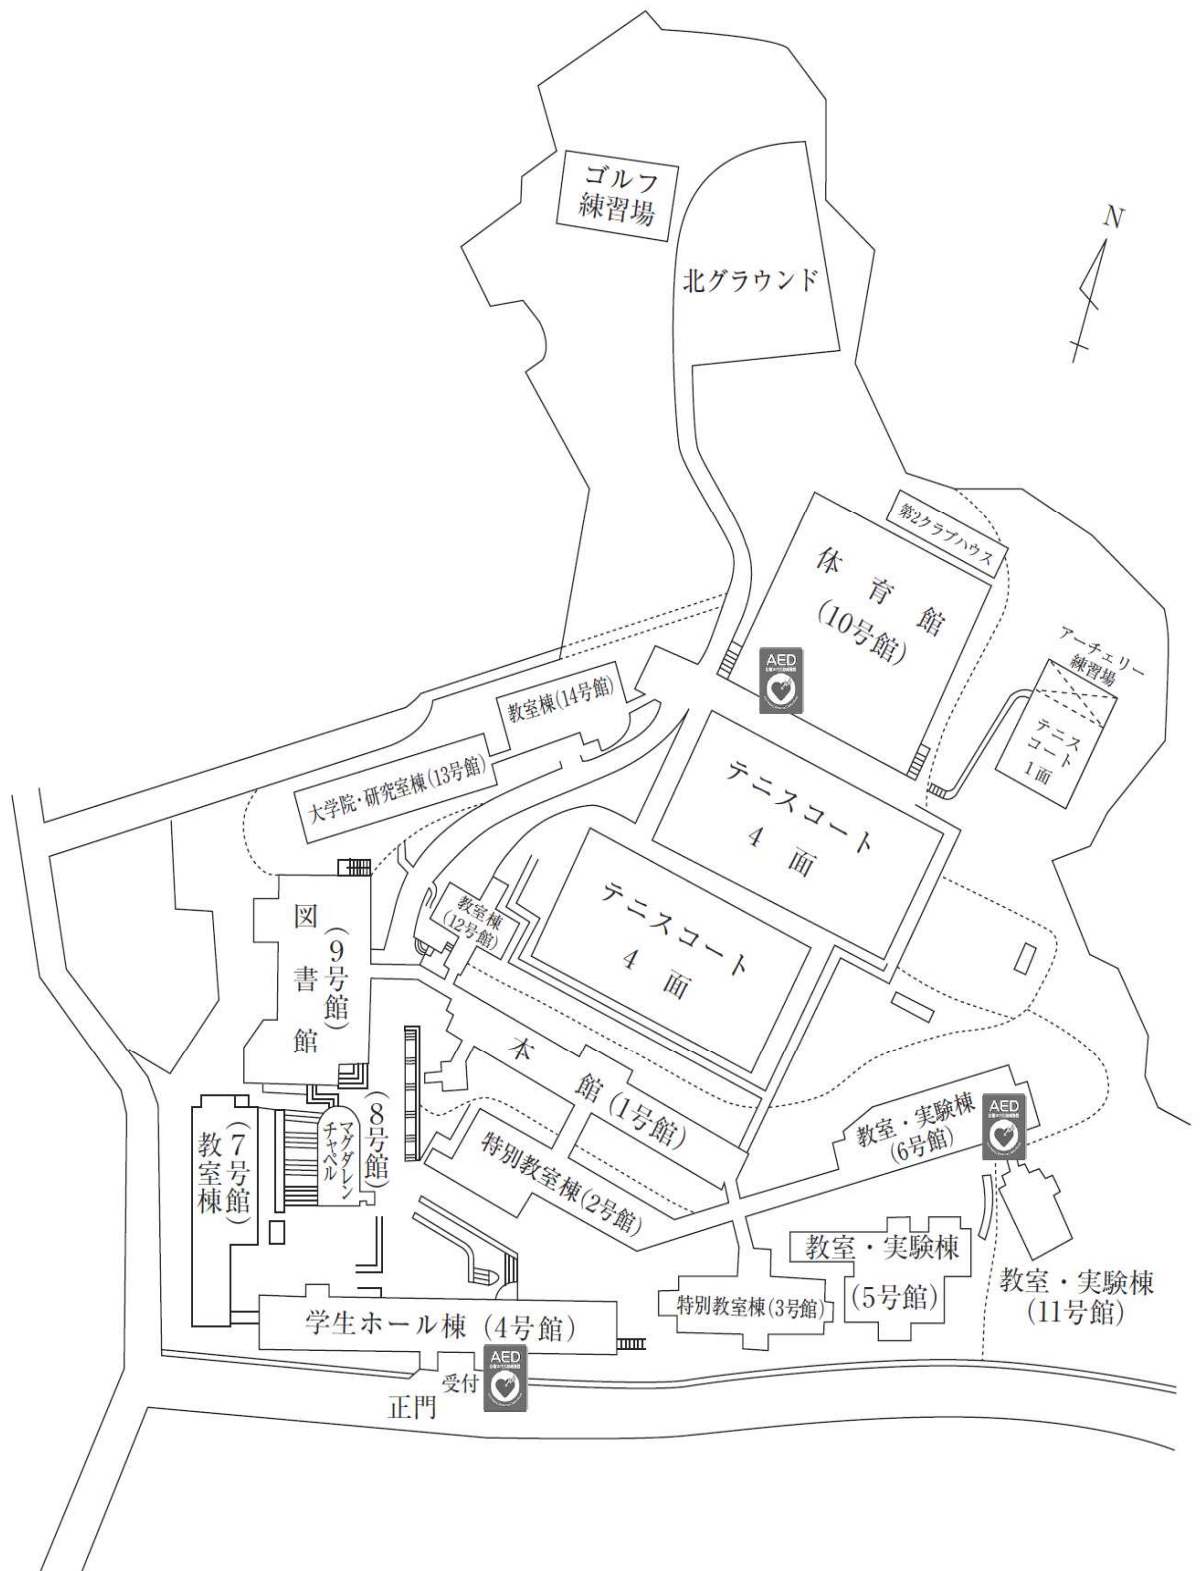 ゴルフ
練習場
N
北グラウンド
第2クラブハウス
体育館
(10号館)
アーチェリー
練習場
AED
テニス
コート
1面
教室棟(14号館)
大学院・研究室棟(13号館)
テニスコート
4面
テニスコート
4面
教室棟
(12号館)
図書館
(9号館)
本館(1号館)
(8号館)
マグダレン
チャペル
教室棟
(7号館)
特別教室棟(2号館)
教室・実験棟
(6号館)
AED
教室・実験棟
(5号館)
教室・実験棟
(11号館)
特別教室棟(3号館)
学生ホール棟(4号館)
AED
受付
正門